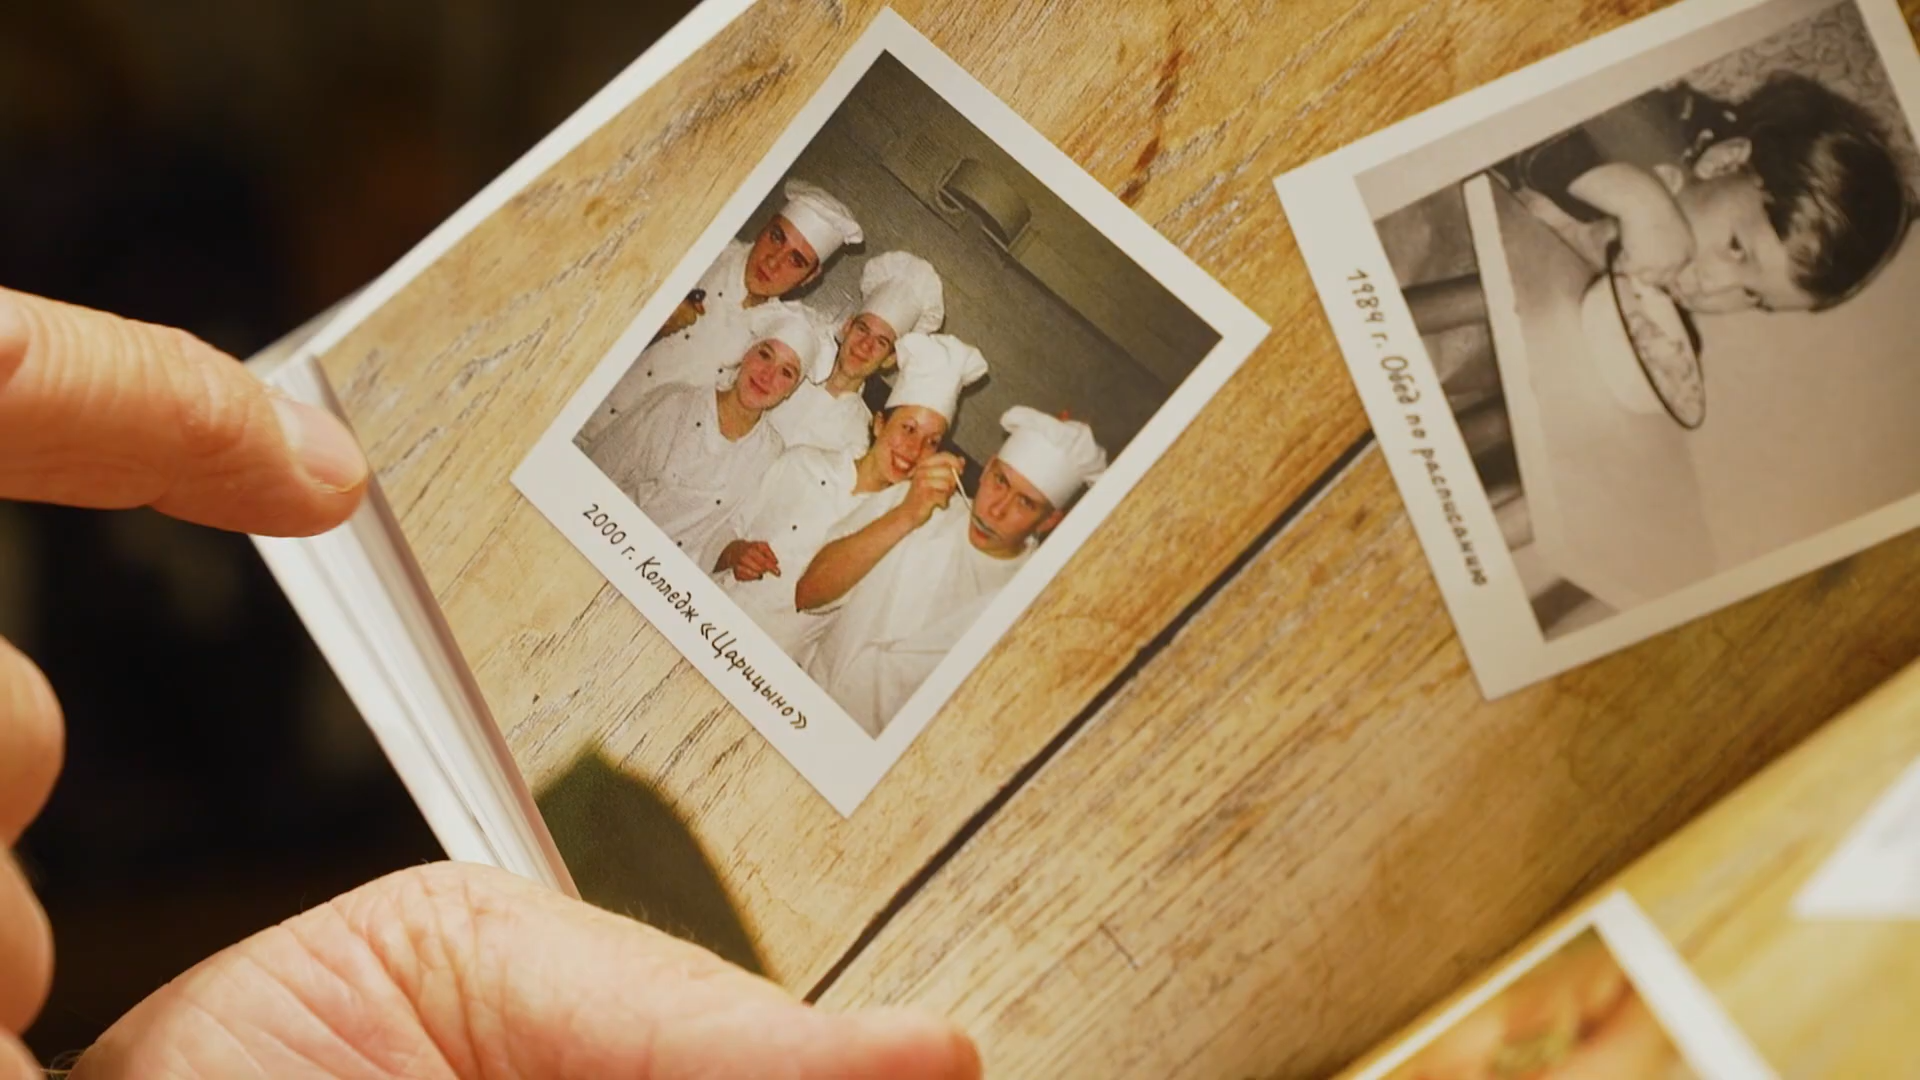 2000 г. Колледж «Царицыно»
1984 г. Обед по расписанию